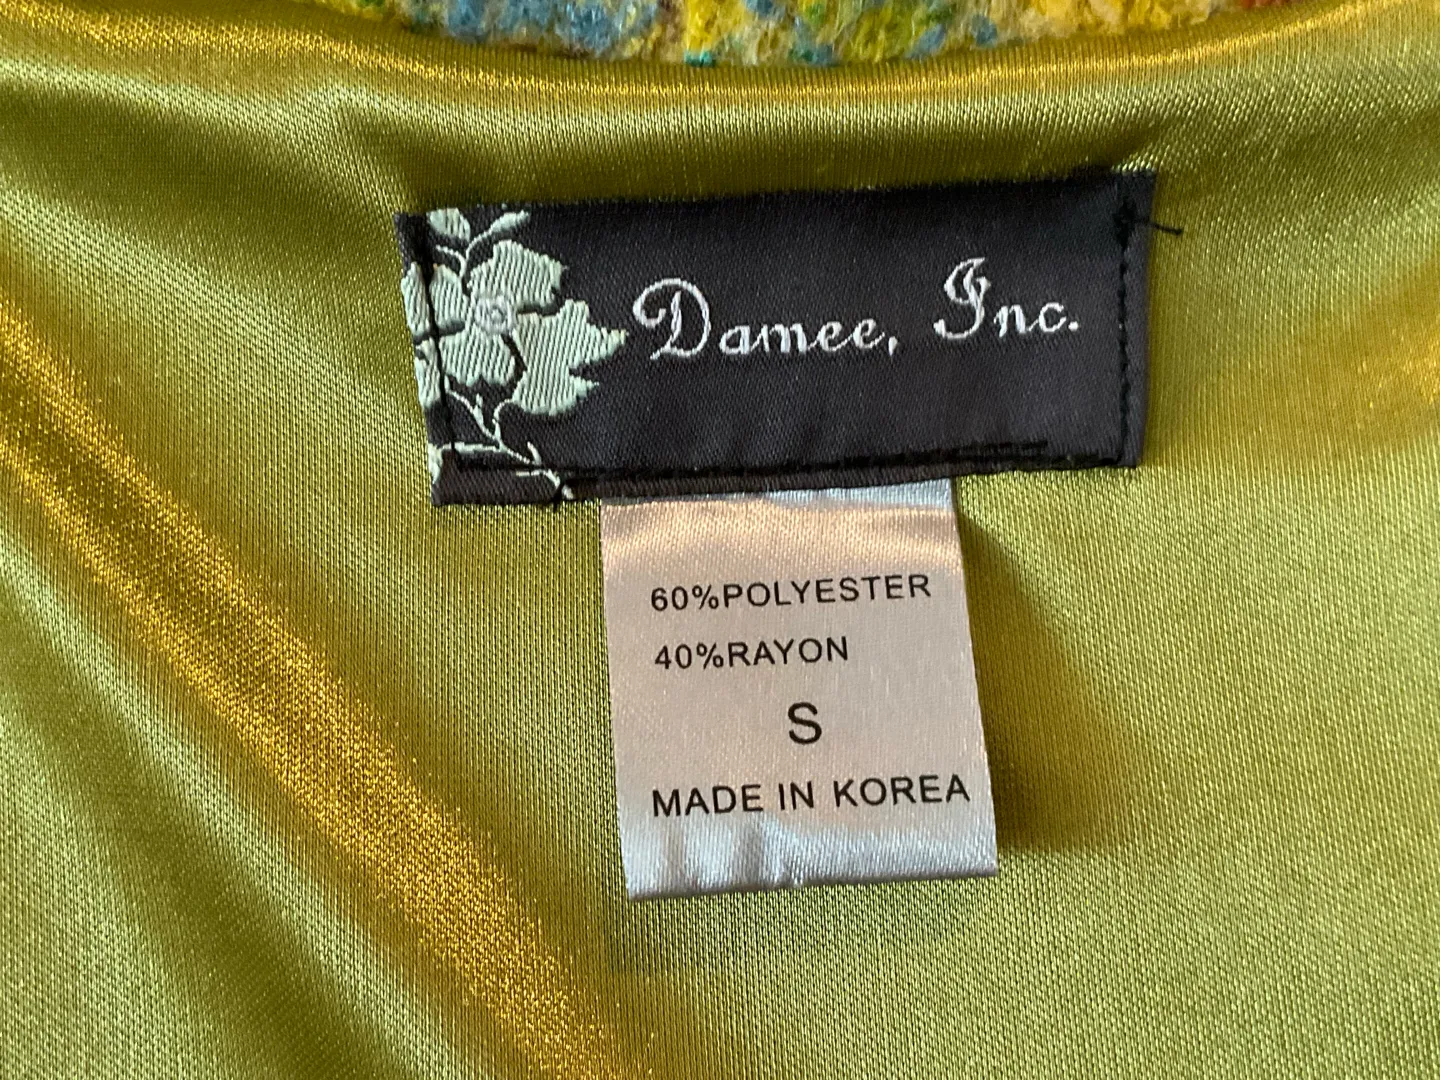 Damee, Inc.
60%POLYESTER
40%RAYON
S
MADE IN KOREA